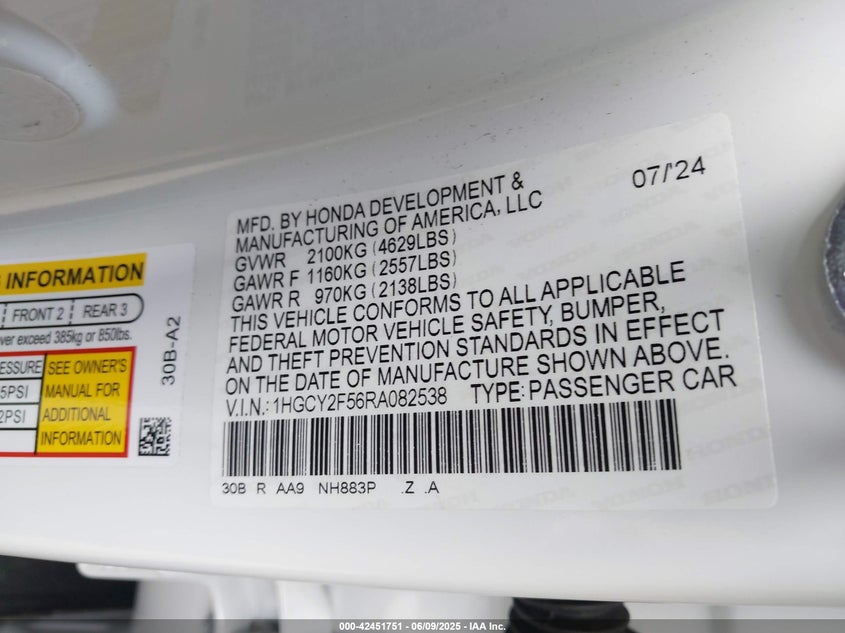 07/'24
MFD. BY HONDA DEVELOPMENT &
MANUFACTURING OF AMERICA, LLC
GVWR 2100KG (4629LBS)
GAWR F 1160KG (2557LBS)
GAWR R 970KG (2138LBS)
THIS VEHICLE CONFORMS TO ALL APPLICABLE
FEDERAL MOTOR VEHICLE SAFETY, BUMPER,
AND THEFT PREVENTION STANDARDS IN EFFECT
ON THE DATE OF MANUFACTURE SHOWN ABOVE.
V.I.N.: 1HGCY2F56RA082538 TYPE: PASSENGER CAR
30B R AA9 NH883P .Z .A
INFORMATION
FRONT 2 REAR 3
exceed 385kg or 850lbs.
SEE OWNER'S
5PSI MANUAL FOR
2PSI ADDITIONAL
INFORMATION
30B-A2
000-42451751 | 06/09/2025 - IAA Inc.